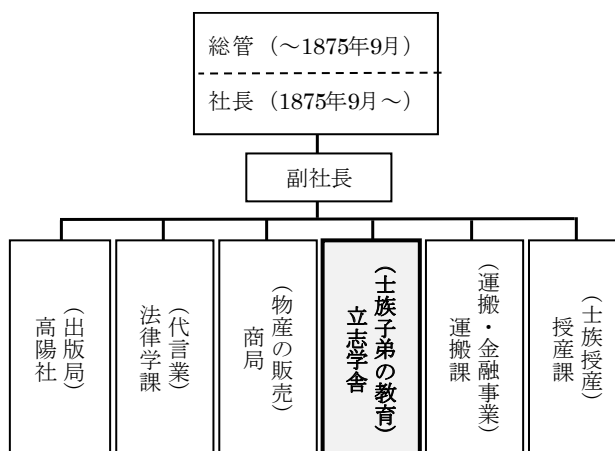 総管（～1875年9月）
社長（1875年9月～）
副社長
（士族授産）
授産課
（運搬・金融事業）
運搬課
（士族子弟の教育）
立志学舎
（物産の販売）
商局
（代言業）
法律学課
（出版局）
高陽社